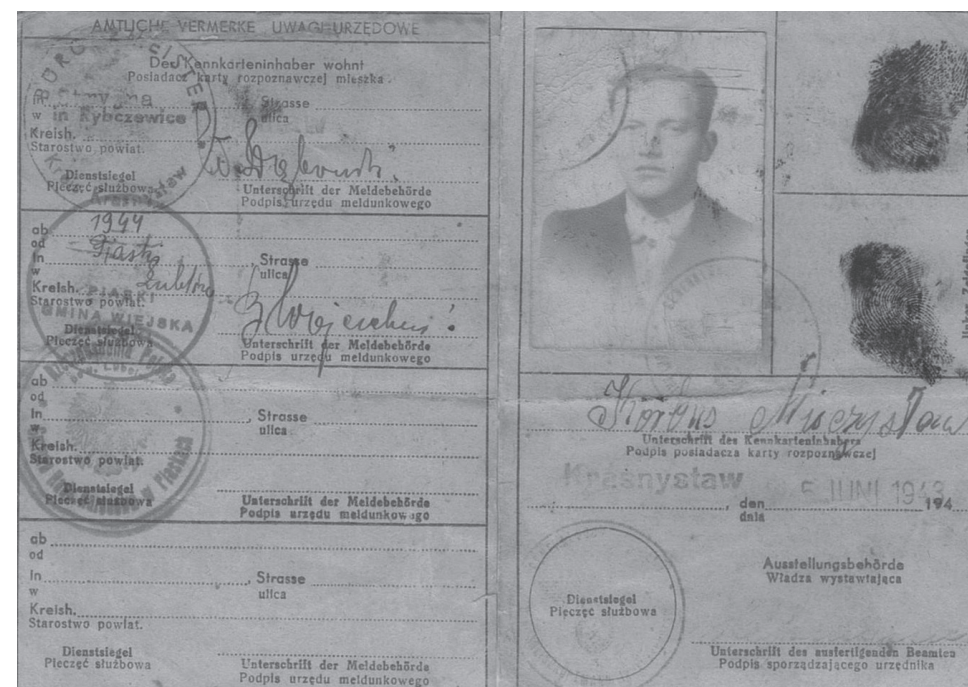 AMTLICHE VERMERKE UWAGI URZĘDOWE
Der Kennkarteninhaber wohnt
Posiadacz karty rozpoznawczej mieszka
in Rybczewice
Strasse
w
ulica
Kreish.
Starostwo powiat.
Dienstsiegel
Pieczęć służbowa
Unterschrift der Meldebehörde
Podpis urzędu meldunkowego
ab 1944
od
In Piaski, Strasse
w
ulica
Kreish. Lublin
Starostwo powiat.
PIASKI
GMINA WIEJSKA
Dienstsiegel
Pieczęć służbowa
Unterschrift der Meldebehörde
Podpis urzędu meldunkowego
ab
od
In, Strasse
w
ulica
Kreish.
Starostwo powiat.
Dienstsiegel
Pieczęć służbowa
Unterschrift der Meldebehörde
Podpis urzędu meldunkowego
ab
od
In, Strasse
w
ulica
Kreish.
Starostwo powiat.
Dienstsiegel
Pieczęć służbowa
Unterschrift der Meldebehörde
Podpis urzędu meldunkowego
Mieczysław
Unterschrift des Kennkarteninhabers
Podpis posiadacza karty rozpoznawczej
Krasnystaw, den 5. JUNI 1943 194
dnia
Ausstellungsbehörde
Władza wystawiająca
Dienstsiegel
Pieczęć służbowa
Unterschrift des ausfertigenden Beamten
Podpis sporządzającego urzędnika